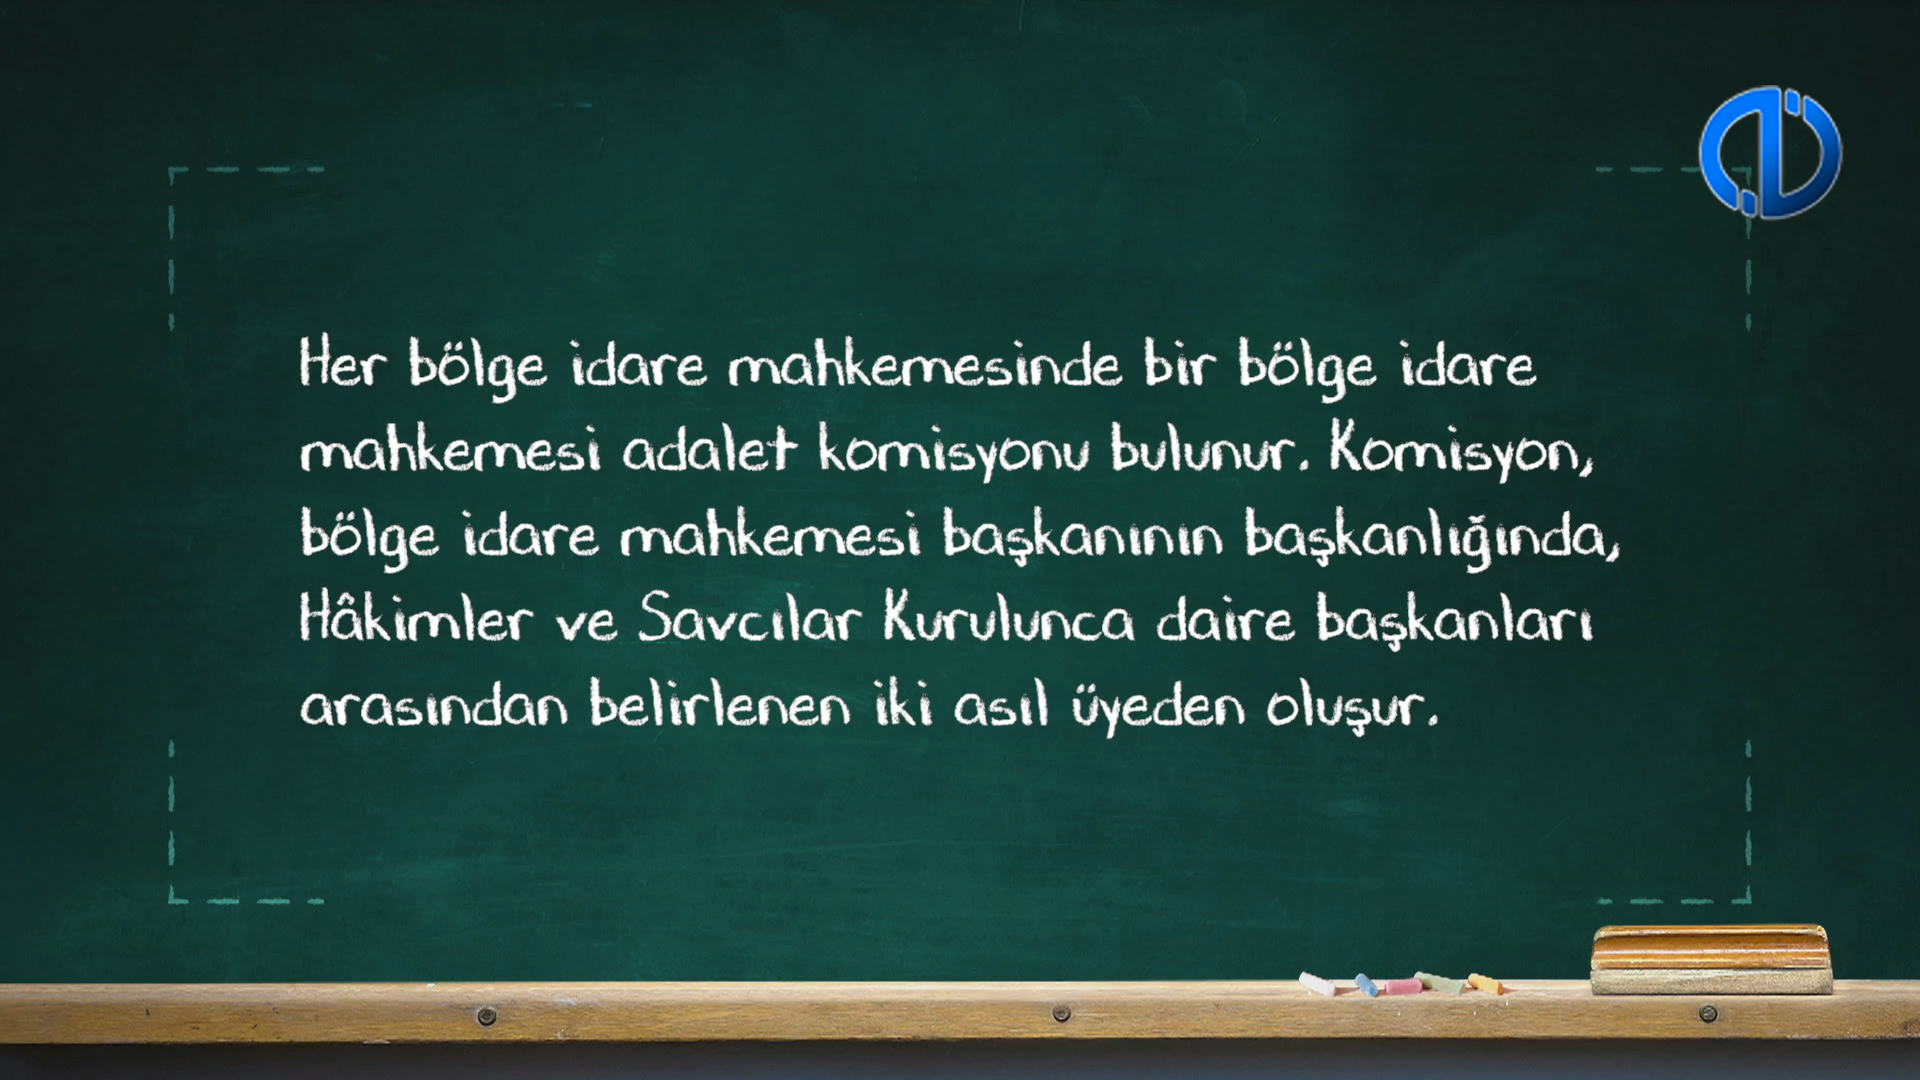 Her bölge idare mahkemesinde bir bölge idare
mahkemesi adalet komisyonu bulunur. Komisyon,
bölge idare mahkemesi başkanının başkanlığında,
Hâkimler ve Savcılar Kurulunca daire başkanları
arasından belirlenen iki asıl üyeden oluşur.